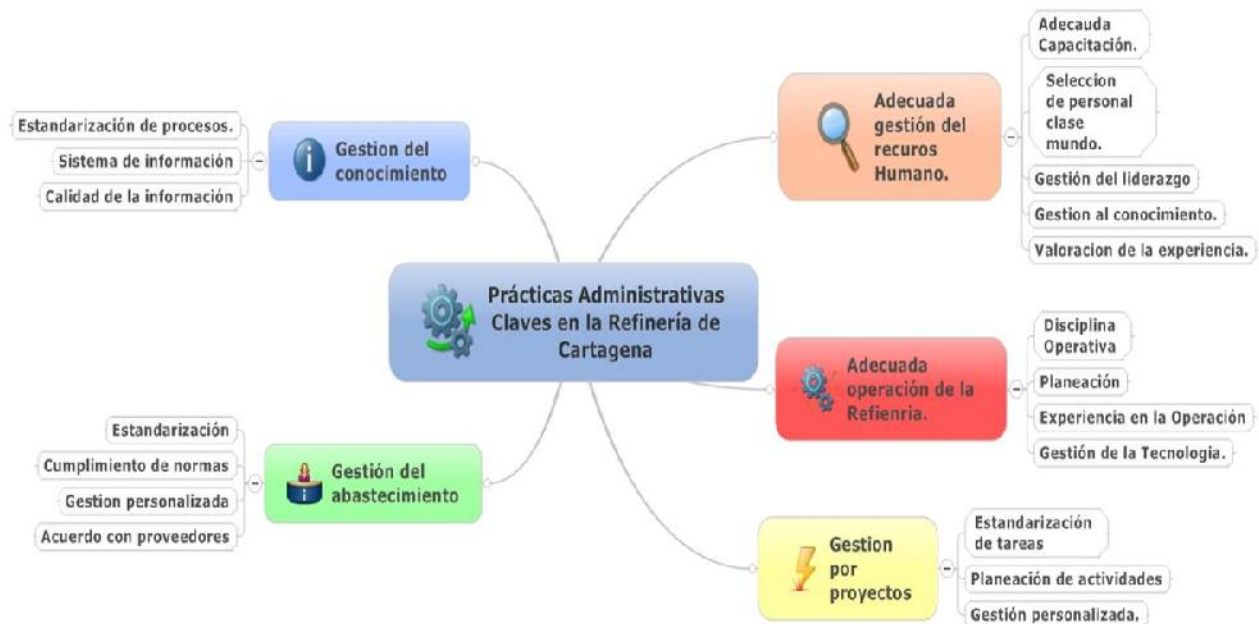 Prácticas Administrativas
Claves en la Refinería de
Cartagena
Gestion del
conocimiento
Estandarización de procesos.
Sistema de información
Calidad de la información
Gestión del
abastecimiento
Estandarización
Cumplimiento de normas
Gestion personalizada
Acuerdo con proveedores
Adecuada
gestión del
recuros
Humano.
Adecauda
Capacitación.
Seleccion
de personal
clase
mundo.
Gestión del liderazgo
Gestion al conocimiento.
Valoracion de la experiencia.
Adecuada
operación de la
Refienria.
Disciplina
Operativa
Planeación
Experiencia en la Operación
Gestión de la Tecnologia.
Gestion
por
proyectos
Estandarización
de tareas
Planeación de actividades
Gestión personalizada.